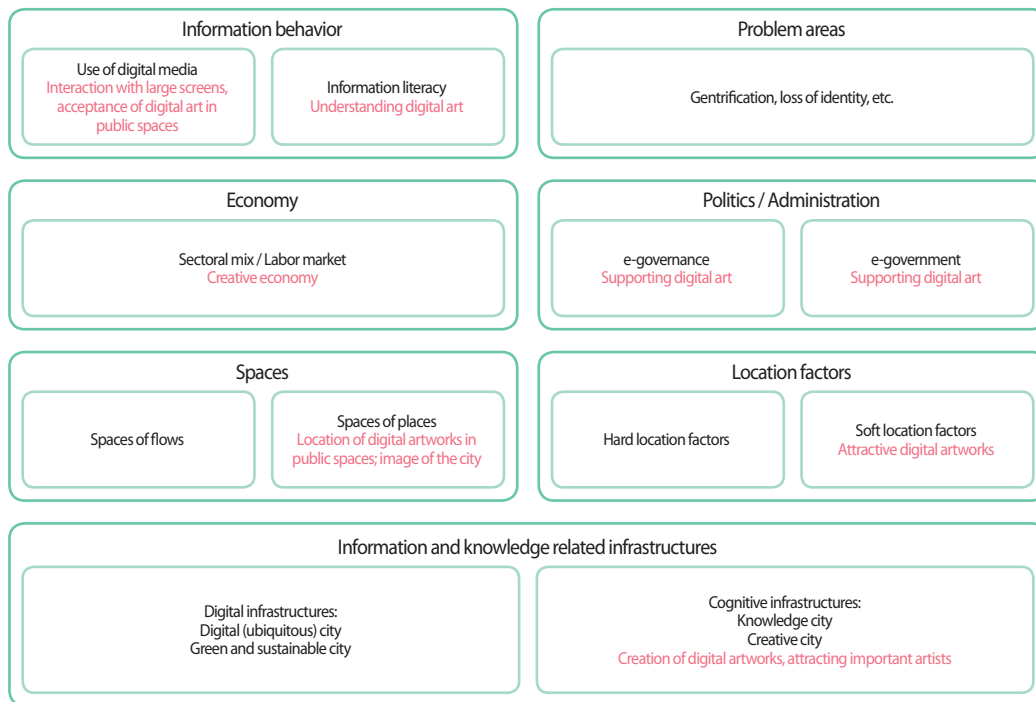 Information behavior
Use of digital media
Interaction with large screens,
acceptance of digital art in
public spaces
Information literacy
Understanding digital art
Problem areas
Gentrification, loss of identity, etc.
Economy
Sectoral mix / Labor market
Creative economy
Politics / Administration
e-governance
Supporting digital art
e-government
Supporting digital art
Spaces
Spaces of flows
Spaces of places
Location of digital artworks in
public spaces; image of the city
Location factors
Hard location factors
Soft location factors
Attractive digital artworks
Information and knowledge related infrastructures
Digital infrastructures:
Digital (ubiquitous) city
Green and sustainable city
Cognitive infrastructures:
Knowledge city
Creative city
Creation of digital artworks, attracting important artists